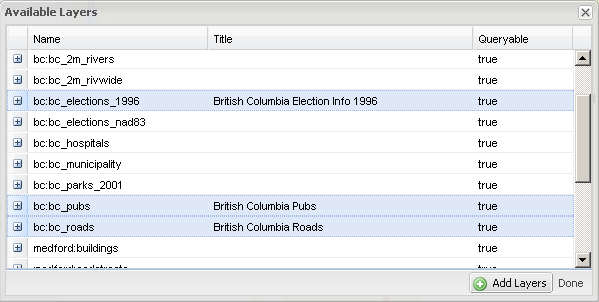 Available Layers
Name Title Queryable
bc:bc_2m_rivers true
bc:bc_2m_rivwide true
bc:bc_elections_1996 British Columbia Election Info 1996 true
bc:bc_elections_nad83 true
bc:bc_hospitals true
bc:bc_municipality true
bc:bc_parks_2001 true
bc:bc_pubs British Columbia Pubs true
bc:bc_roads British Columbia Roads true
medford:buildings true
Add Layers Done